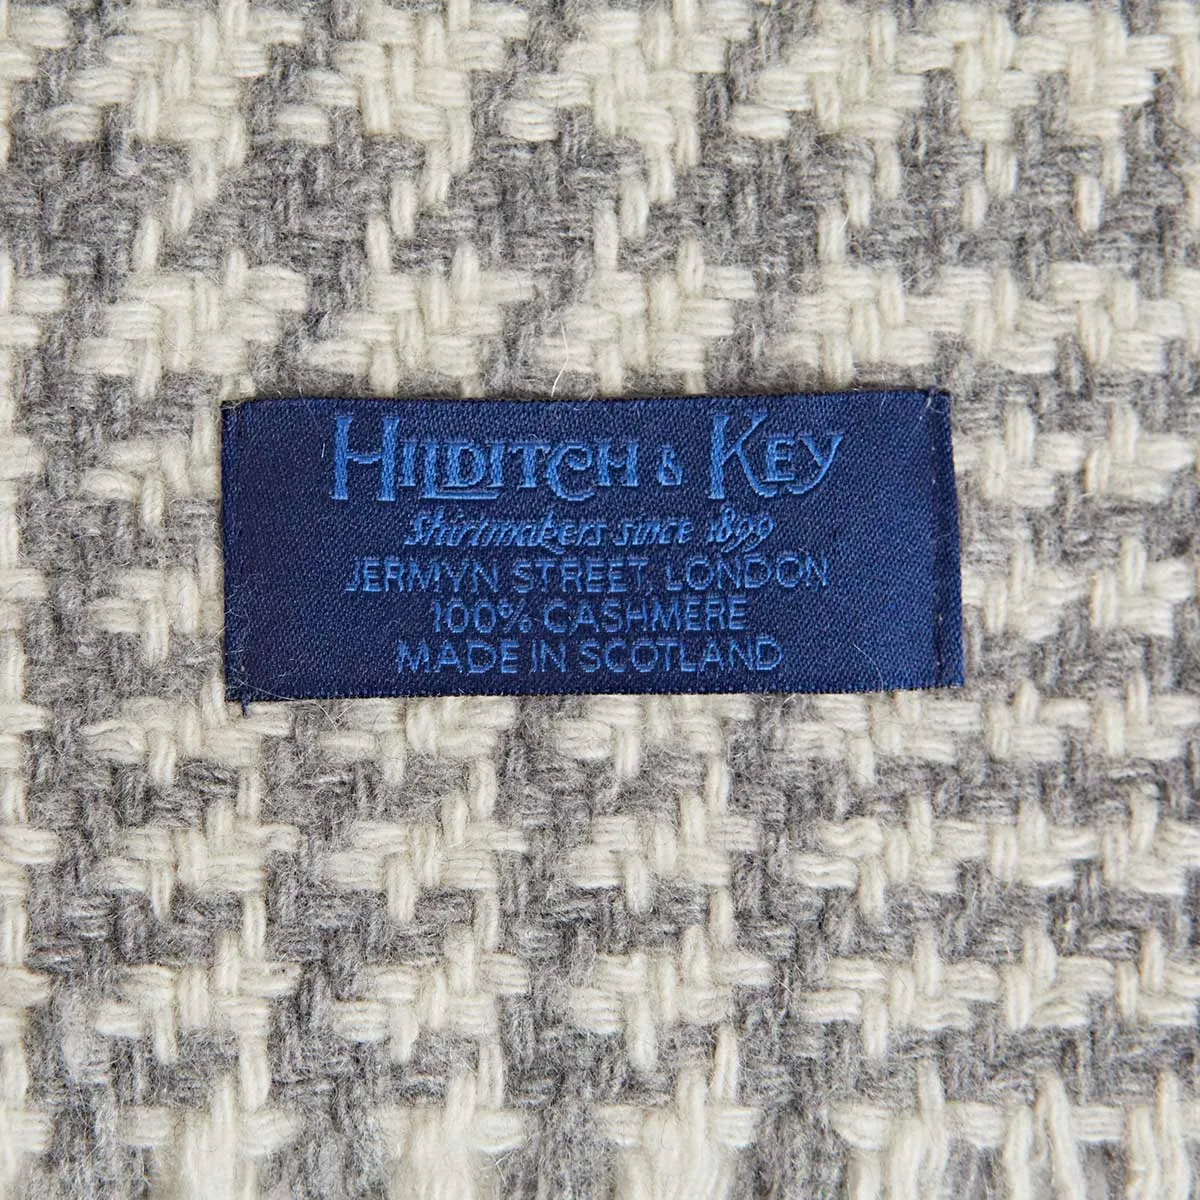 HILDITCH & KEY
Shirtmakers since 1899
JERMYN STREET, LONDON
100% CASHMERE
MADE IN SCOTLAND